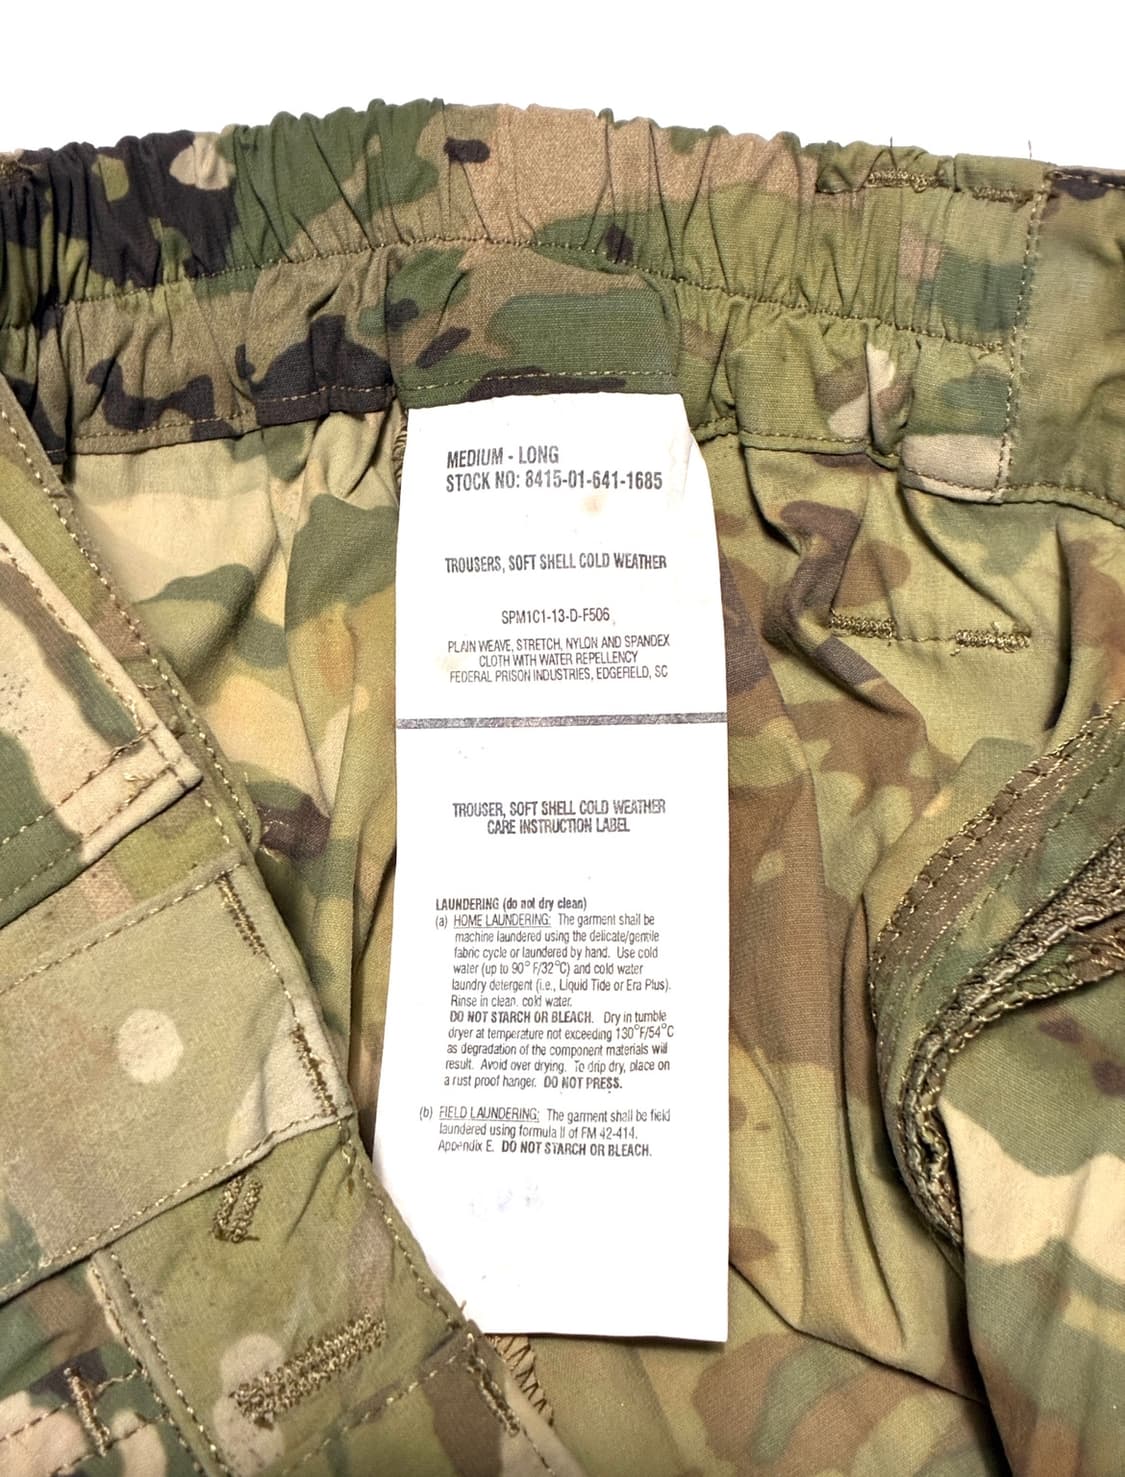 MEDIUM - LONG
STOCK NO: 8415-01-641-1685
TROUSERS, SOFT SHELL COLD WEATHER
SPM1C1-13-D-F506
PLAIN WEAVE, STRETCH, NYLON AND SPANDEX
CLOTH WITH WATER REPELLENCY
FEDERAL PRISON INDUSTRIES, EDGEFIELD, SC
TROUSER, SOFT SHELL COLD WEATHER
CARE INSTRUCTION LABEL
LAUNDERING (do not dry clean)
(a) HOME LAUNDERING: The garment shall be
machine laundered using the delicate/gentle
fabric cycle or laundered by hand. Use cold
water (up to 90° F/32°C) and cold water
laundry detergent (i.e., Liquid Tide or Era Plus).
Rinse in clean, cold water.
DO NOT STARCH OR BLEACH. Dry in tumble
dryer at temperature not exceeding 130°F/54°C
as degradation of the component materials will
result. Avoid over drying. To drip dry, place on
a rust proof hanger. DO NOT PRESS.
(b) FIELD LAUNDERING: The garment shall be field
laundered using formula II of FM 42-414,
Appendix E. DO NOT STARCH OR BLEACH.